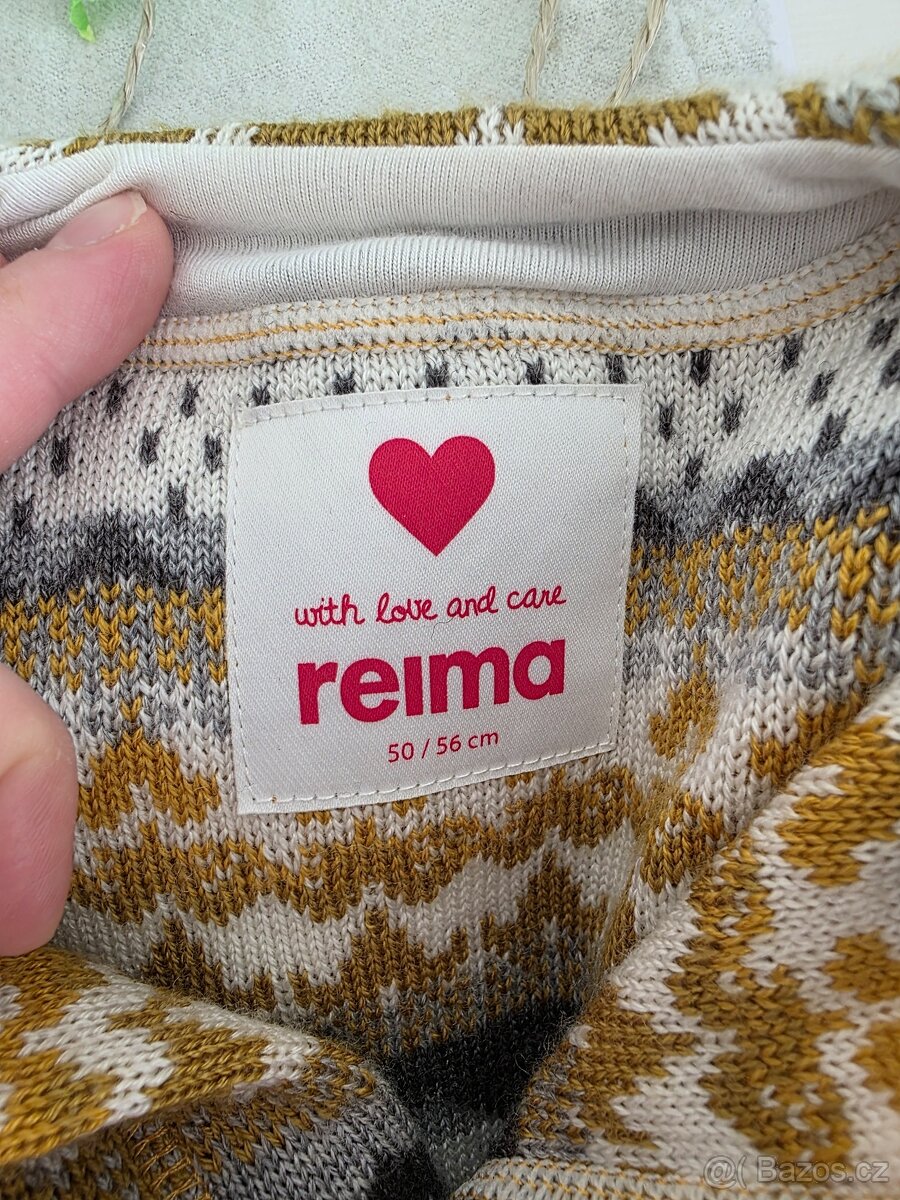 with love and care
reima
50 / 56 cm
@( Bazos.cz